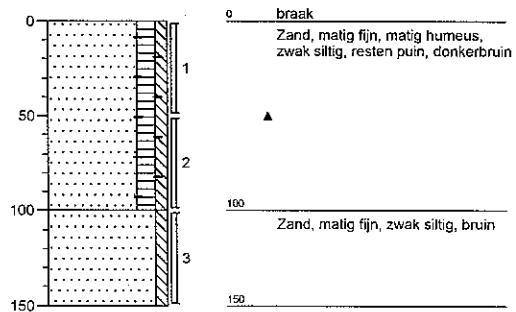 0
50
100
150
1
2
3
0 braak
Zand, matig fijn, matig humeus,
zwak siltig, resten puin, donkerbruin
100
Zand, matig fijn, zwak siltig, bruin
150